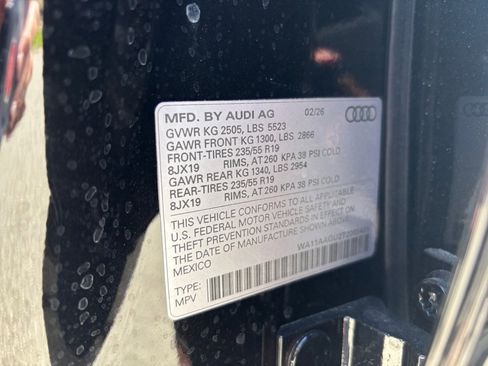 MFD. BY AUDI AG 02/26
GVWR KG 2505, LBS 5523
GAWR FRONT KG 1300, LBS 2866
FRONT-TIRES 235/55 R19
8JX19 RIMS, AT 260 KPA 38 PSI COLD
GAWR REAR KG 1340, LBS 2954
REAR-TIRES 235/55 R19
8JX19 RIMS, AT 260 KPA 38 PSI COLD
THIS VEHICLE CONFORMS TO ALL APPLICABLE
U.S. FEDERAL MOTOR VEHICLE SAFETY AND
THEFT PREVENTION STANDARDS IN EFFECT ON
THE DATE OF MANUFACTURE SHOWN ABOVE.
MEXICO
TYPE:
MPV